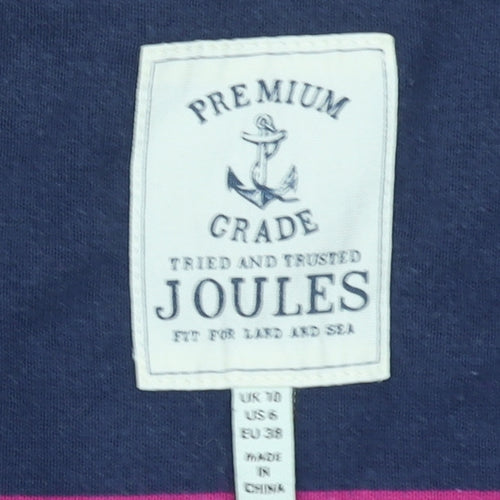 PREMIUM
GRADE
TRIED AND TRUSTED
JOULES
FIT FOR LAND AND SEA
UK 10
US 6
EU 38
MADE
IN
CHINA